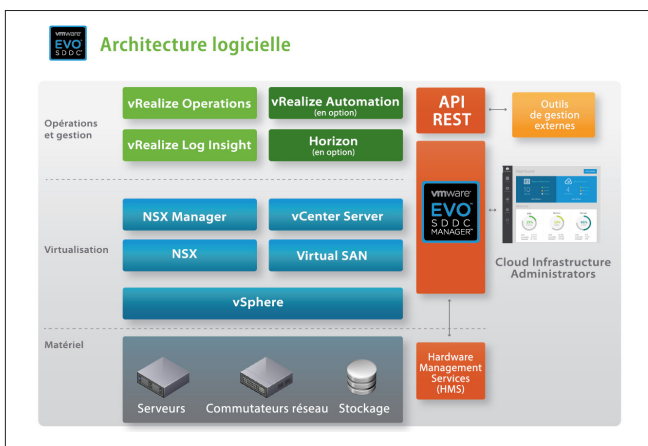 vmware
EVO
SDDC
Architecture logicielle
Opérations
et gestion
vRealize Operations
vRealize Automation
(en option)
vRealize Log Insight
Horizon
(en option)
API
REST
Outils
de gestion
externes
Virtualisation
NSX Manager
vCenter Server
NSX
Virtual SAN
vSphere
vmware
EVO
SDDC
MANAGER™
Cloud Infrastructure
Administrators
Matériel
Serveurs
Commutateurs réseau
Stockage
Hardware
Management
Services
(HMS)